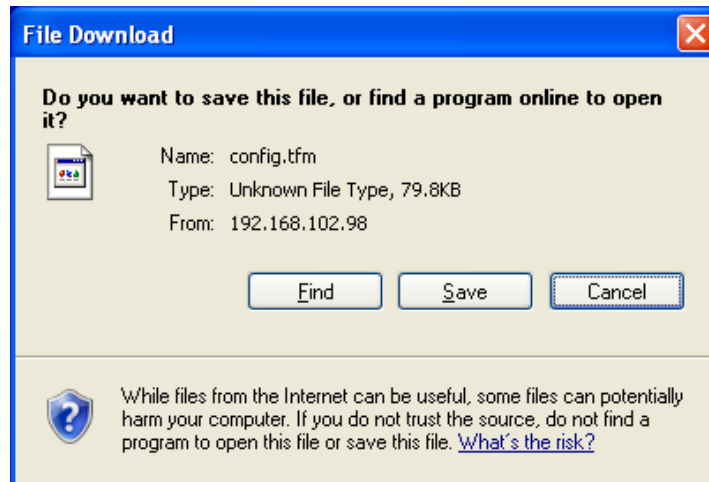 File Download
Do you want to save this file, or find a program online to open
it?
Name: config.tfm
Type: Unknown File Type, 79.8KB
From: 192.168.102.98
Find Save Cancel
While files from the Internet can be useful, some files can potentially
harm your computer. If you do not trust the source, do not find a
program to open this file or save this file. What's the risk?